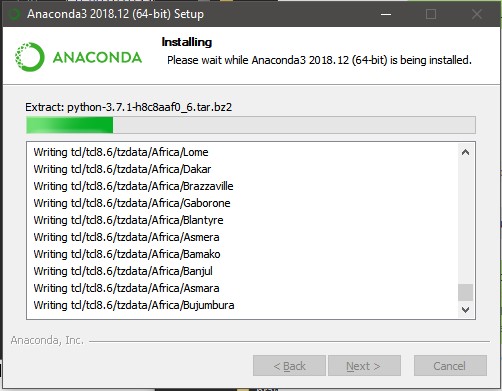 Anaconda3 2018.12 (64-bit) Setup
Installing
Please wait while Anaconda3 2018.12 (64-bit) is being installed.
ANACONDA
Extract: python-3.7.1-h8c8aaf0_6.tar.bz2
Writing tcl/tcl8.6/tzdata/Africa/Lome
Writing tcl/tcl8.6/tzdata/Africa/Dakar
Writing tcl/tcl8.6/tzdata/Africa/Brazzaville
Writing tcl/tcl8.6/tzdata/Africa/Gaborone
Writing tcl/tcl8.6/tzdata/Africa/Blantyre
Writing tcl/tcl8.6/tzdata/Africa/Asmera
Writing tcl/tcl8.6/tzdata/Africa/Bamako
Writing tcl/tcl8.6/tzdata/Africa/Banjul
Writing tcl/tcl8.6/tzdata/Africa/Asmara
Writing tcl/tcl8.6/tzdata/Africa/Bujumbura
Anaconda, Inc.
< Back Next > Cancel